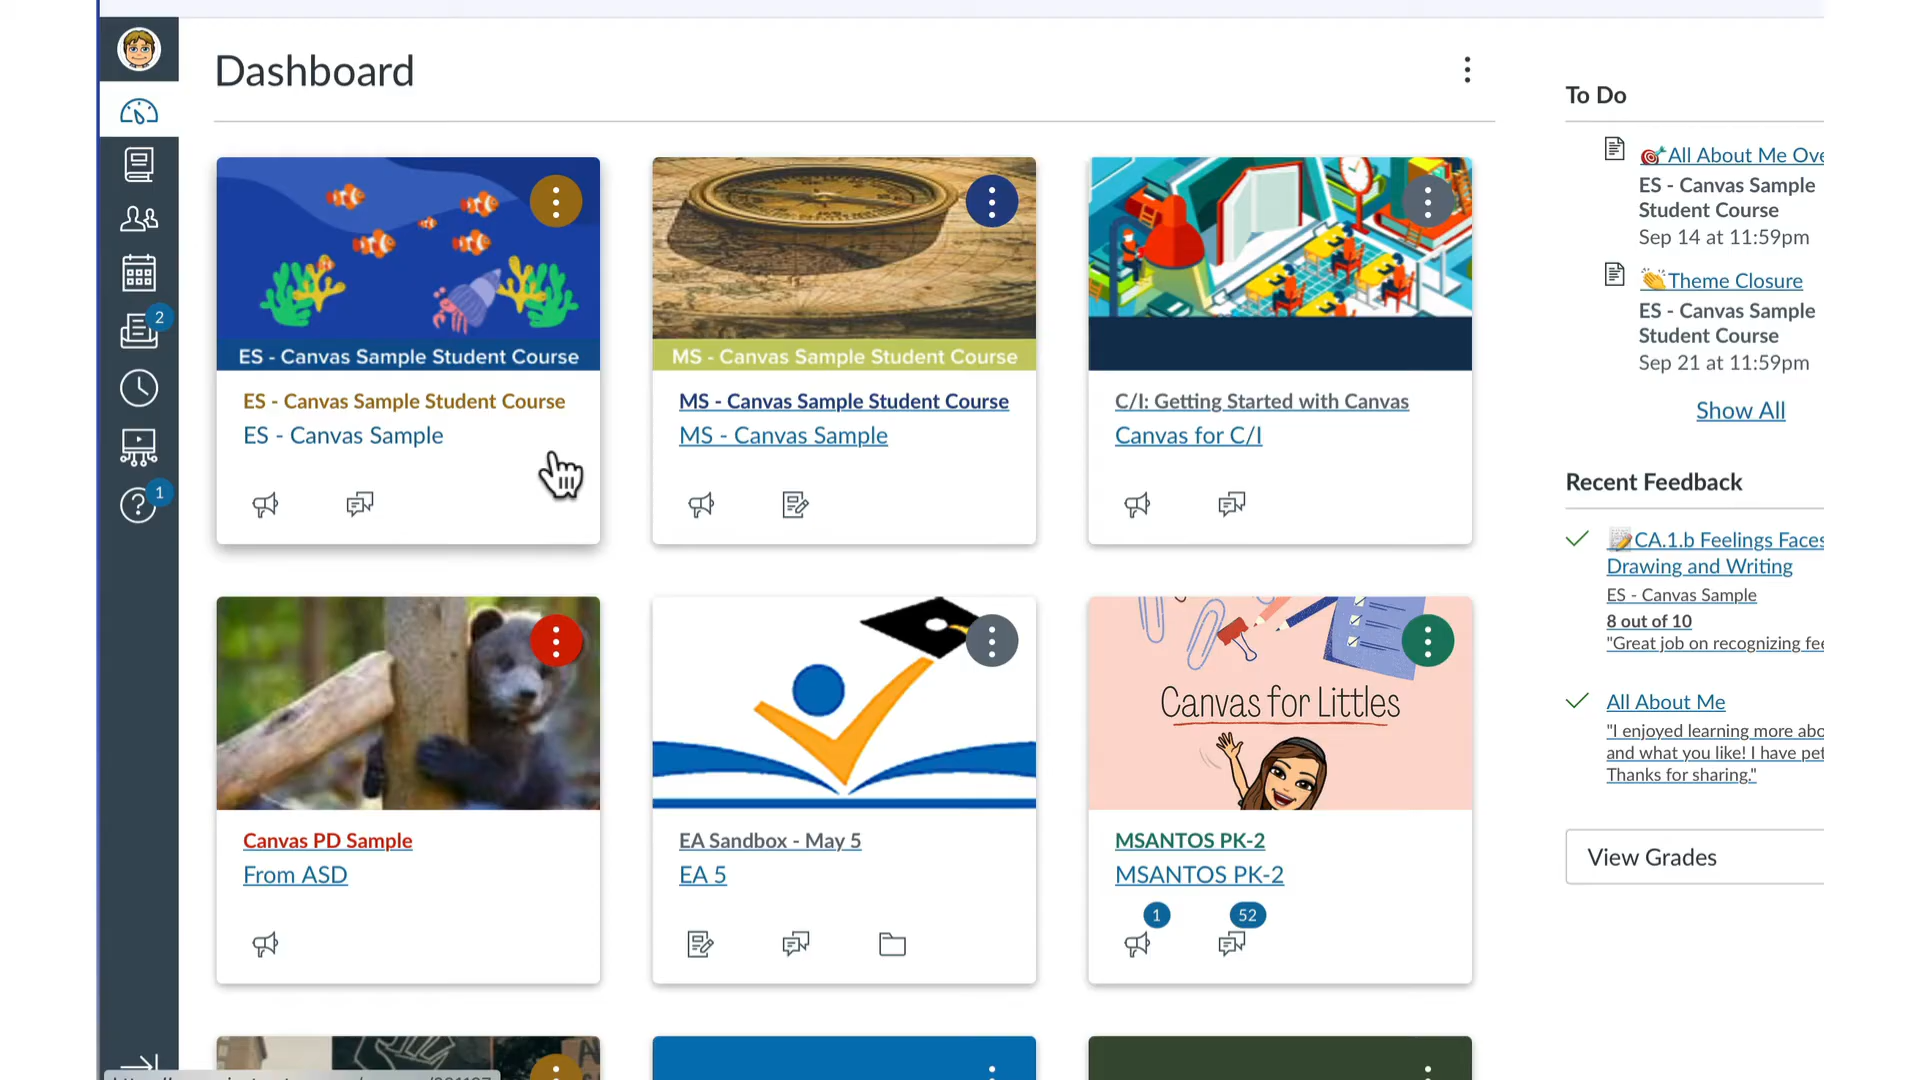 Dashboard
To Do
All About Me Ove
ES - Canvas Sample
Student Course
Sep 14 at 11:59pm
Theme Closure
ES - Canvas Sample
Student Course
Sep 21 at 11:59pm
Show All
2
1
ES - Canvas Sample Student Course
ES - Canvas Sample Student Course
ES - Canvas Sample
MS - Canvas Sample Student Course
MS - Canvas Sample Student Course
MS - Canvas Sample
C/I: Getting Started with Canvas
Canvas for C/I
Recent Feedback
CA.1.b Feelings Faces
Drawing and Writing
ES - Canvas Sample
8 out of 10
"Great job on recognizing fee
All About Me
"I enjoyed learning more abo
and what you like! I have pet
Thanks for sharing."
View Grades
Canvas PD Sample
From ASD
EA Sandbox - May 5
EA 5
Canvas for Littles
MSANTOS PK-2
MSANTOS PK-2
1
52